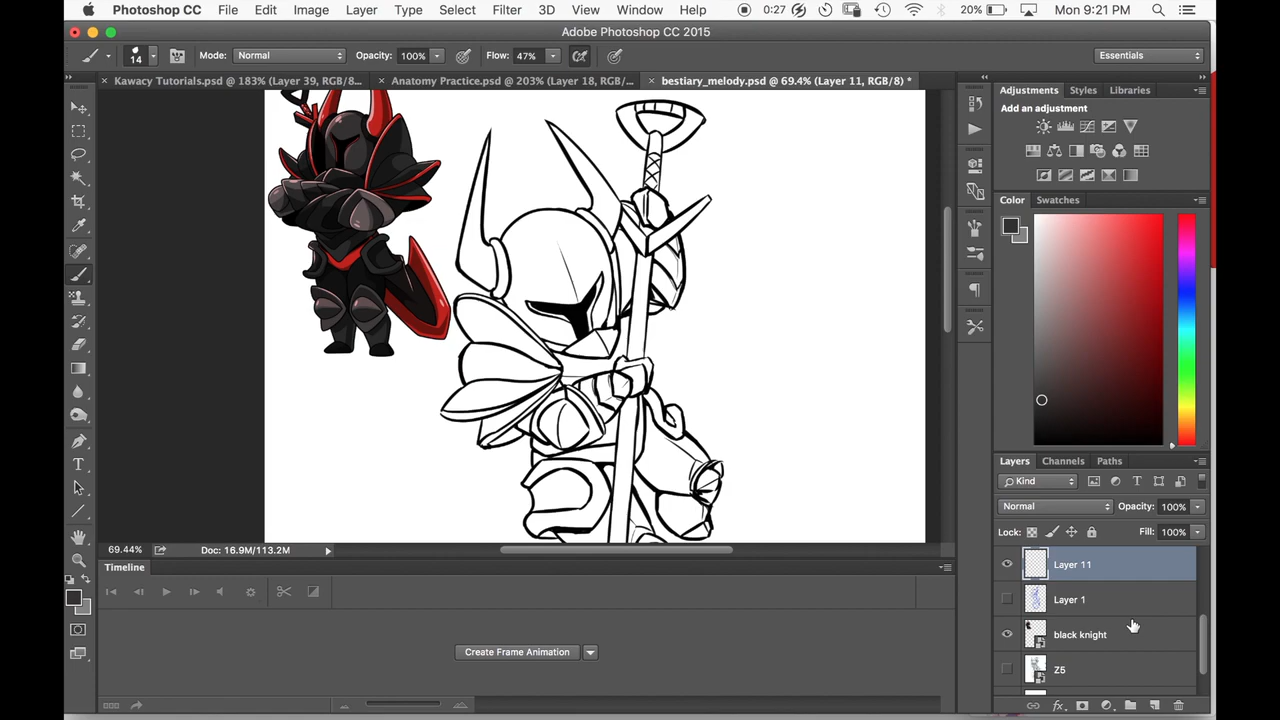 Photoshop File Edit Image Layer Type Select Filter 3D View Window Help 0:27 20% Mon 9:21 PM
Adobe Photoshop CC 2015
14 Mode: Normal Opacity: 100% Flow: 47% Essentials
Kawacy Tutorials.psd @ 183% (Layer 39, RGB/8... Anatomy Practice.psd @ 203% (Layer 18, RGB/... bestiary_melody.psd @ 69.4% (Layer 11, RGB/8) *
Adjustments Styles Libraries
Add an adjustment
Color Swatches
Layers Channels Paths
Kind
Normal Opacity: 100%
Lock: Fill: 100%
Layer 11
Layer 1
black knight
Z5
69.44% Doc: 16.9M/113.2M
Timeline
Create Frame Animation
fx